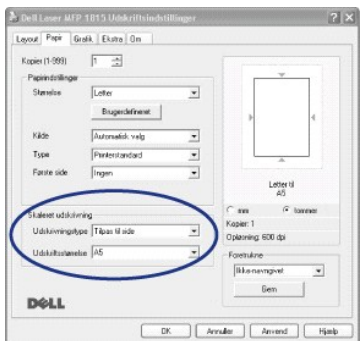 Dell Laser MFP 1815 Udskriftsindstillinger
Layout Papir Grafik Ekstra Om
Kopier (1-999) 1
Papirindstillinger
Størrelse Letter
Brugerdefineret
Kilde Automatisk valg
Type Printerstandard
Første side Ingen
Letter til
A5
Skaleret udskrivning
Udskrivningstype Tilpas til side
Udskriftsstørrelse A5
mm tommer
Kopier: 1
Opløsning: 600 dpi
Foretrukne
Ikke-navngivet
Gem
DELL
OK Annuller Anvend Hjælp